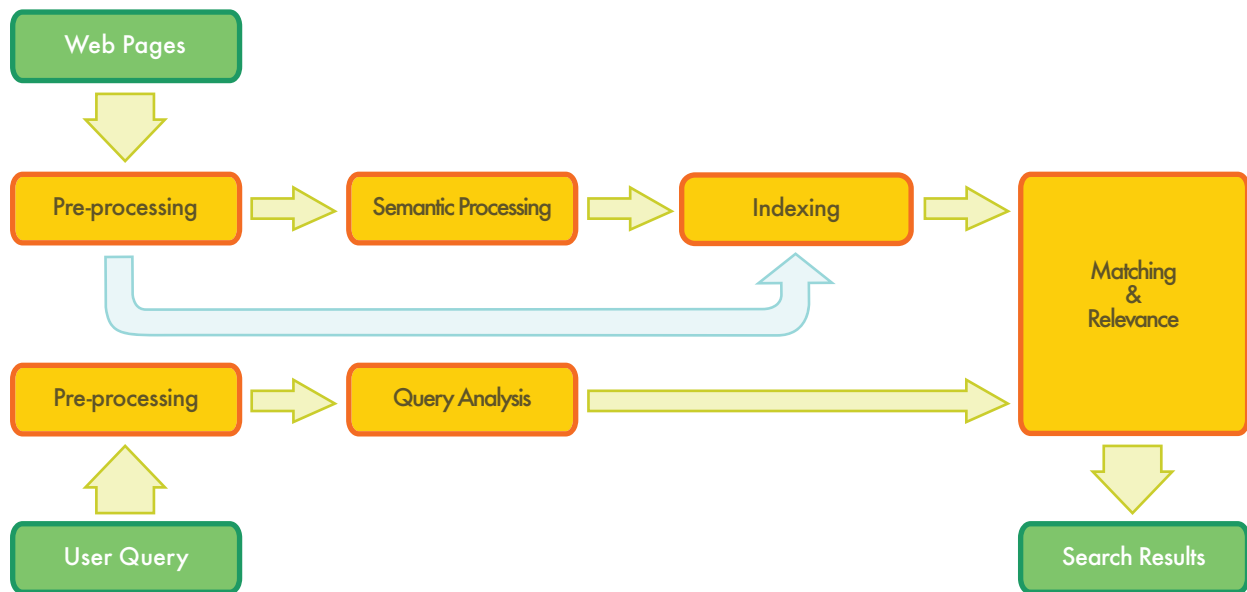 Web Pages
Pre-processing
Semantic Processing
Indexing
Matching
&
Relevance
Pre-processing
Query Analysis
User Query
Search Results